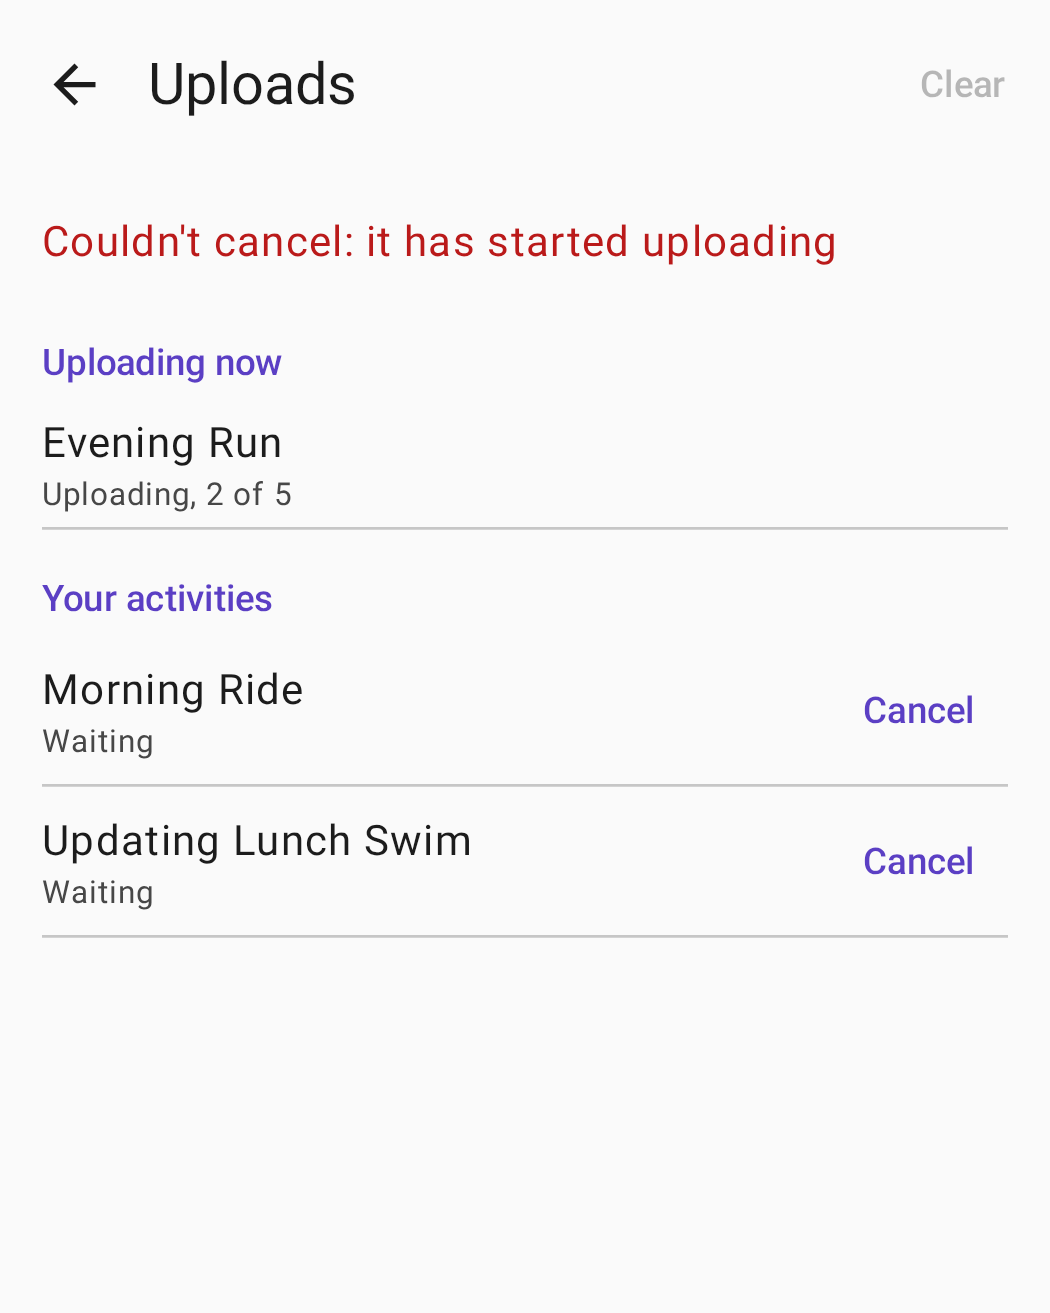 Uploads
Clear
Couldn't cancel: it has started uploading
Uploading now
Evening Run
Uploading, 2 of 5
Your activities
Morning Ride
Waiting
Cancel
Updating Lunch Swim
Waiting
Cancel